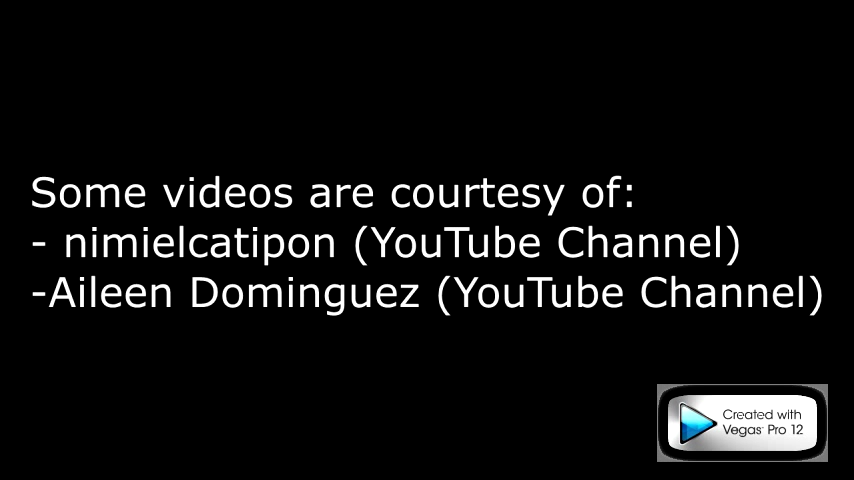 Some videos are courtesy of:
- nimielcatipon (YouTube Channel)
-Aileen Dominguez (YouTube Channel)
Created with
Vegas Pro 12